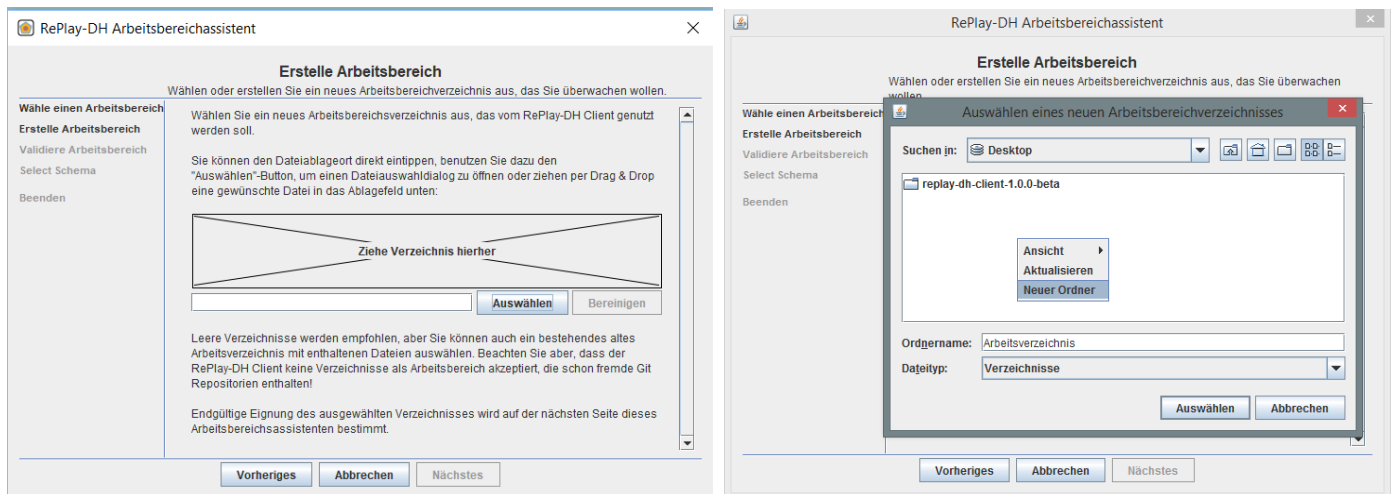 RePlay-DH Arbeitsbereichassistent
Erstelle Arbeitsbereich
Wählen oder erstellen Sie ein neues Arbeitsbereichverzeichnis aus, das Sie überwachen wollen.
Wähle einen Arbeitsbereich
Erstelle Arbeitsbereich
Validiere Arbeitsbereich
Select Schema
Beenden
Wählen Sie ein neues Arbeitsbereichsverzeichnis aus, das vom RePlay-DH Client genutzt
werden soll.
Sie können den Dateiablageort direkt eintippen, benutzen Sie dazu den
"Auswählen"-Button, um einen Dateiauswahldialog zu öffnen oder ziehen per Drag & Drop
eine gewünschte Datei in das Ablagefeld unten:
Ziehe Verzeichnis hierher
Auswählen
Bereinigen
Leere Verzeichnisse werden empfohlen, aber Sie können auch ein bestehendes altes
Arbeitsverzeichnis mit enthaltenen Dateien auswählen. Beachten Sie aber, dass der
RePlay-DH Client keine Verzeichnisse als Arbeitsbereich akzeptiert, die schon fremde Git
Repositorien enthalten!
Endgültige Eignung des ausgewählten Verzeichnisses wird auf der nächsten Seite dieses
Arbeitsbereichsassistenten bestimmt.
Vorheriges
Abbrechen
Nächstes
RePlay-DH Arbeitsbereichassistent
Erstelle Arbeitsbereich
Wählen oder erstellen Sie ein neues Arbeitsbereichverzeichnis aus, das Sie überwachen
wollen.
Wähle einen Arbeitsbereich
Erstelle Arbeitsbereich
Validiere Arbeitsbereich
Select Schema
Beenden
Auswählen eines neuen Arbeitsbereichverzeichnisses
Suchen in:
Desktop
replay-dh-client-1.0.0-beta
Ansicht
Aktualisieren
Neuer Ordner
Ordnername:
Arbeitsverzeichnis
Dateityp:
Verzeichnisse
Auswählen
Abbrechen
Vorheriges
Abbrechen
Nächstes